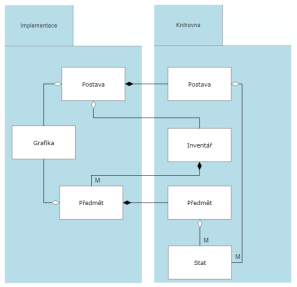 Implementace
Knihovna
Postava
Postava
Grafika
Inventář
M
Předmět
Předmět
M
M
Stat